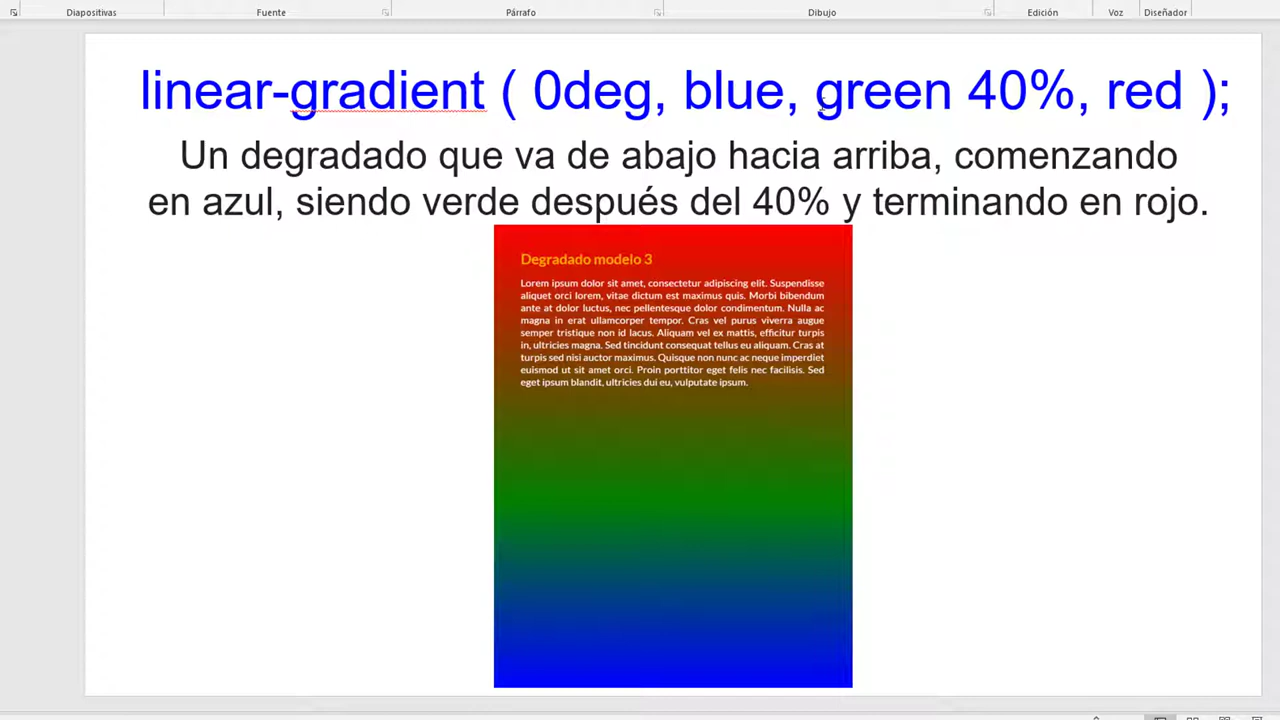 Diapositivas Fuente Párrafo Dibujo Edición Voz Diseñador
linear-gradient ( 0deg, blue, green 40%, red );
Un degradado que va de abajo hacia arriba, comenzando
en azul, siendo verde después del 40% y terminando en rojo.
Degradado modelo 3
Lorem ipsum dolor sit amet, consectetur adipiscing elit. Suspendisse
aliquet orci lorem, vitae dictum est maximus quis. Morbi bibendum
ante at dolor luctus, nec pellentesque dolor condimentum. Nulla ac
magna in erat ullamcorper tempor. Cras vel purus viverra augue
semper tristique non id lacus. Aliquam vel ex mattis, efficitur turpis
in, ultricies magna. Sed tincidunt consequat tellus eu aliquam. Cras at
turpis sed nisi auctor maximus. Quisque non nunc ac neque imperdiet
euismod ut sit amet orci. Proin porttitor eget felis nec facilisis. Sed
eget ipsum blandit, ultricies dui eu, vulputate ipsum.